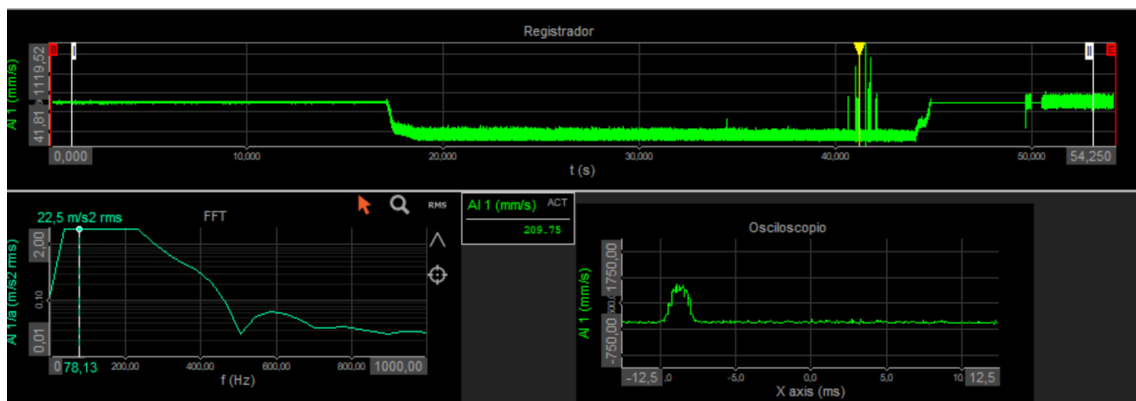 Registrador
AI 1 (mm/s)
41,81
1119,52
I
II
0,000
10,000
20,000
30,000
40,000
50,000
54,250
t (s)
22,5 m/s2 rms
FFT
RMS
AI 1/a (m/s2 rms)
2,00
0,10
0,01
0
78,13
200,00
400,00
600,00
800,00
1000,00
f (Hz)
AI 1 (mm/s)
ACT
209.75
Osciloscopio
AI 1 (mm/s)
1750,00
-750,00
-12,5
-5,0
0,0
5,0
10
12,5
X axis (ms)